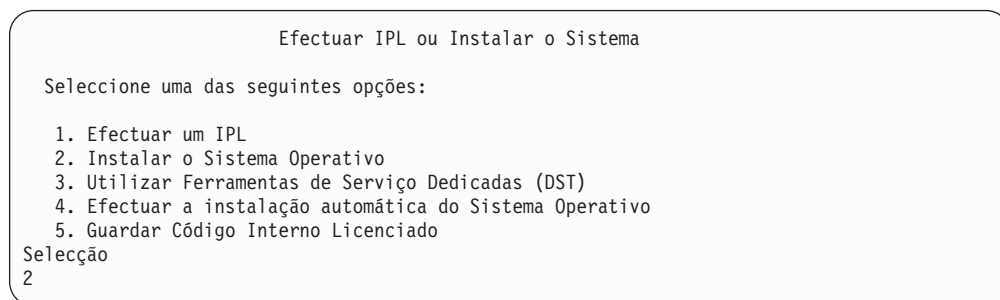 Efectuar IPL ou Instalar o Sistema
Seleccione uma das seguintes opções:
1. Efectuar um IPL
2. Instalar o Sistema Operativo
3. Utilizar Ferramentas de Serviço Dedicadas (DST)
4. Efectuar a instalação automática do Sistema Operativo
5. Guardar Código Interno Licenciado
Selecção
2